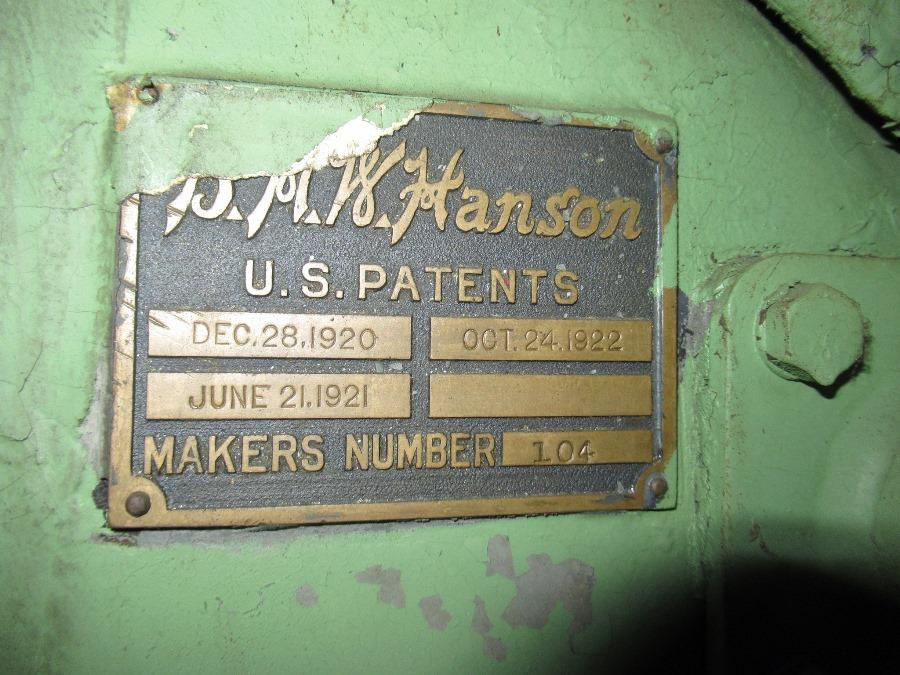 B.M.W. Hanson
U.S. PATENTS
DEC. 28. 1920 OCT. 24. 1922
JUNE 21. 1921
MAKERS NUMBER 104